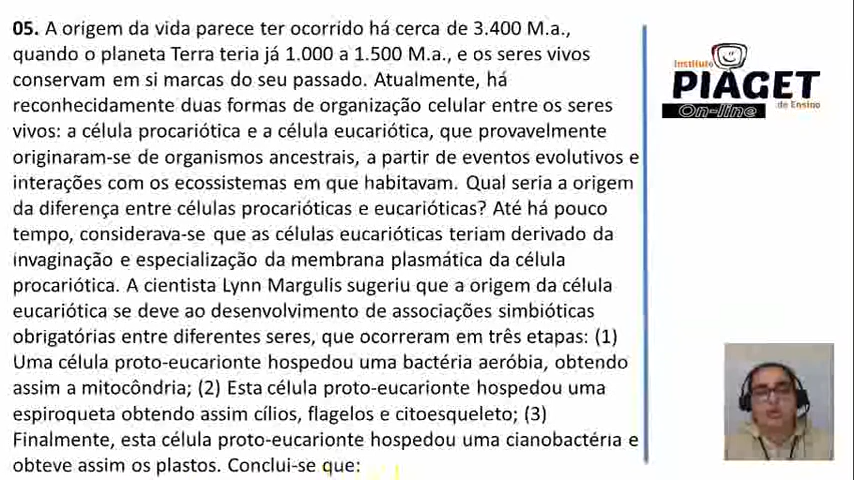 05. A origem da vida parece ter ocorrido há cerca de 3.400 M.a.,
quando o planeta Terra teria já 1.000 a 1.500 M.a., e os seres vivos
conservam em si marcas do seu passado. Atualmente, há
reconhecidamente duas formas de organização celular entre os seres
vivos: a célula procariótica e a célula eucariótica, que provavelmente
originaram-se de organismos ancestrais, a partir de eventos evolutivos e
interações com os ecossistemas em que habitavam. Qual seria a origem
da diferença entre células procarióticas e eucarióticas? Até há pouco
tempo, considerava-se que as células eucarióticas teriam derivado da
invaginação e especialização da membrana plasmática da célula
procariótica. A cientista Lynn Margulis sugeriu que a origem da célula
eucariótica se deve ao desenvolvimento de associações simbióticas
obrigatórias entre diferentes seres, que ocorreram em três etapas: (1)
Uma célula proto-eucarionte hospedou uma bactéria aeróbia, obtendo
assim a mitocôndria; (2) Esta célula proto-eucarionte hospedou uma
espiroqueta obtendo assim cílios, flagelos e citoesqueleto; (3)
Finalmente, esta célula proto-eucarionte hospedou uma cianobactéria e
obteve assim os plastos. Conclui-se que:
Instituto
PIAGET
On-line de Ensino